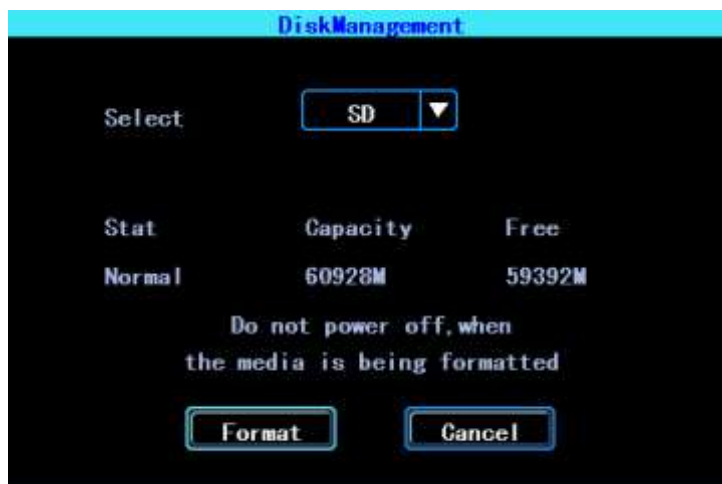 DiskManagement
Select SD
Stat Capacity Free
Normal 60928M 59392M
Do not power off,when
the media is being formatted
Format Cancel